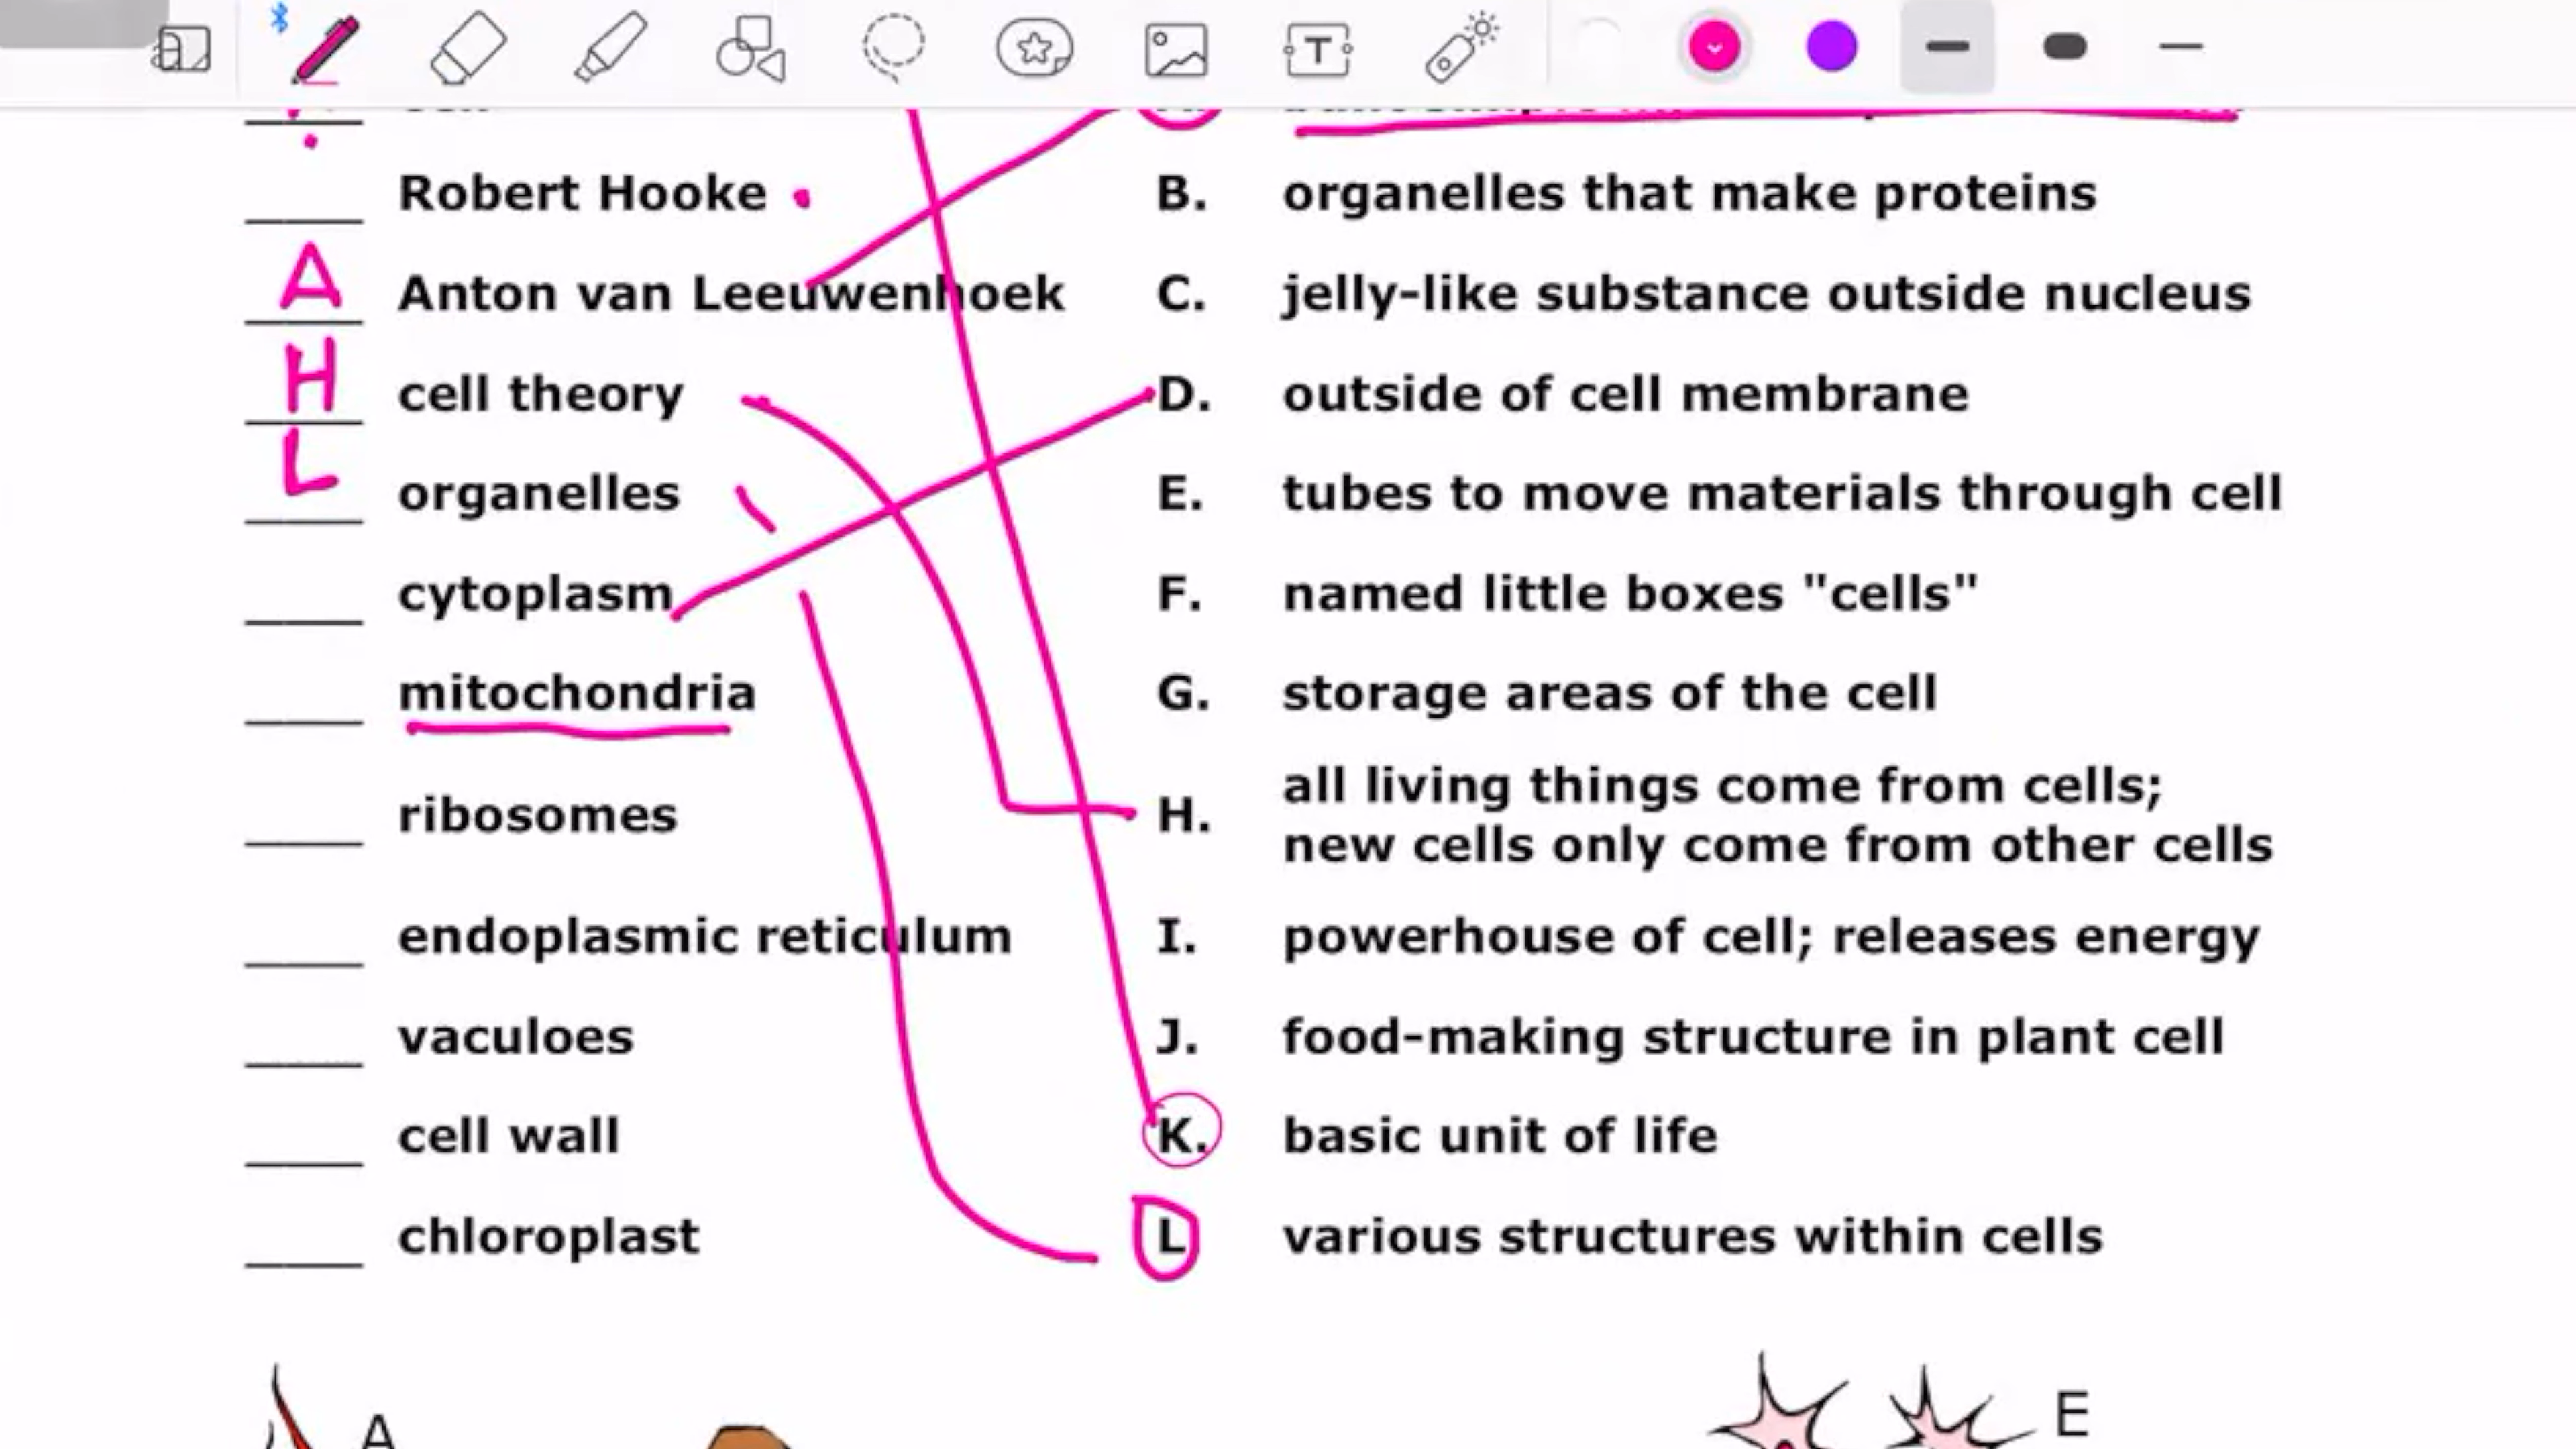 Robert Hooke B. organelles that make proteins
A Anton van Leeuwenhoek C. jelly-like substance outside nucleus
H cell theory D. outside of cell membrane
L organelles E. tubes to move materials through cell
cytoplasm F. named little boxes "cells"
mitochondria G. storage areas of the cell
ribosomes H. all living things come from cells;
new cells only come from other cells
endoplasmic reticulum I. powerhouse of cell; releases energy
vaculoes J. food-making structure in plant cell
cell wall K. basic unit of life
chloroplast L various structures within cells
A E